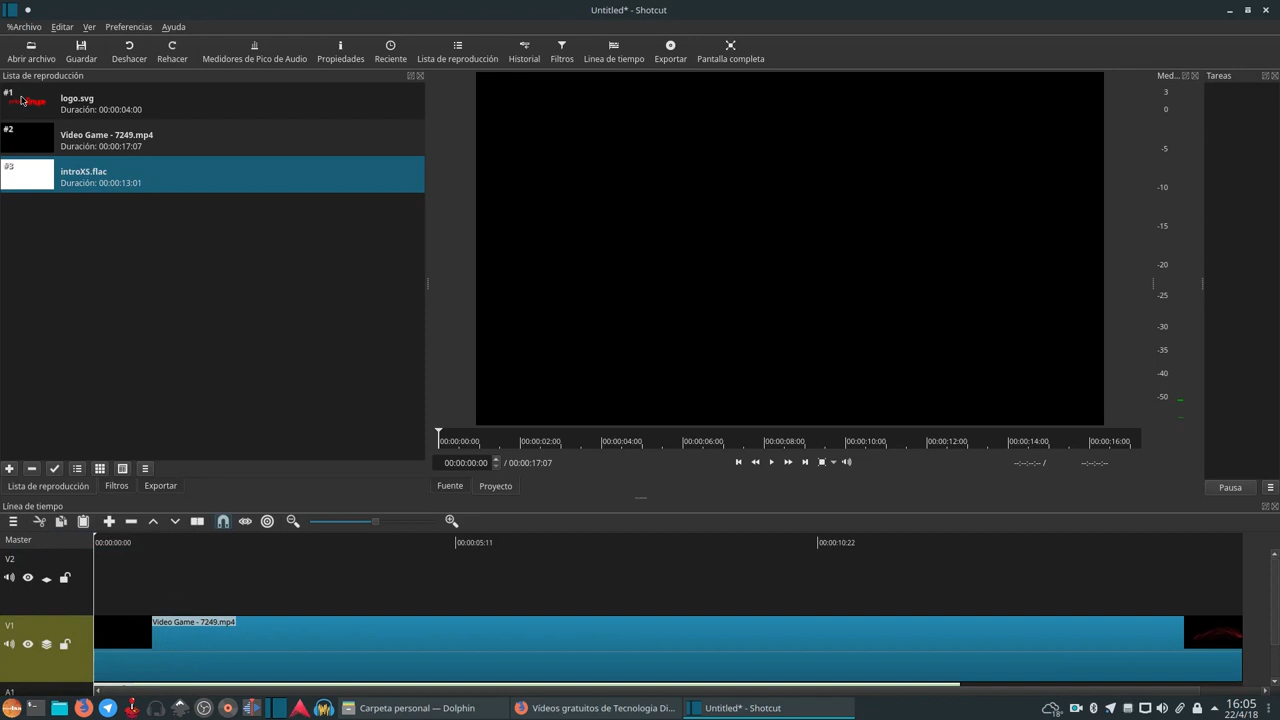 Untitled* - Shotcut
%Archivo Editar Ver Preferencias Ayuda
Abrir archivo Guardar Deshacer Rehacer Medidores de Pico de Audio Propiedades Reciente Lista de reproducción Historial Filtros Linea de tiempo Exportar Pantalla completa
Lista de reproducción
Med...
Tareas
#1
logo.svg
Duración: 00:00:04:00
#2
Video Game - 7249.mp4
Duración: 00:00:17:07
#3
introXS.flac
Duración: 00:00:13:01
3
0
-5
-10
-15
-20
-25
-30
-35
-40
-50
00:00:00:00 00:00:02:00 00:00:04:00 00:00:06:00 00:00:08:00 00:00:10:00 00:00:12:00 00:00:14:00 00:00:16:00
00:00:00:00 / 00:00:17:07 --:--:--:-- / --:--:--:--
Lista de reproducción Filtros Exportar
Fuente Proyecto
Pausa
Línea de tiempo
Master
00:00:00:00 00:00:05:11 00:00:10:22
V2
V1
Video Game - 7249.mp4
A1
Carpeta personal — Dolphin
Vídeos gratuitos de Tecnologia Di...
Untitled* - Shotcut
18°
16:05
22/4/18